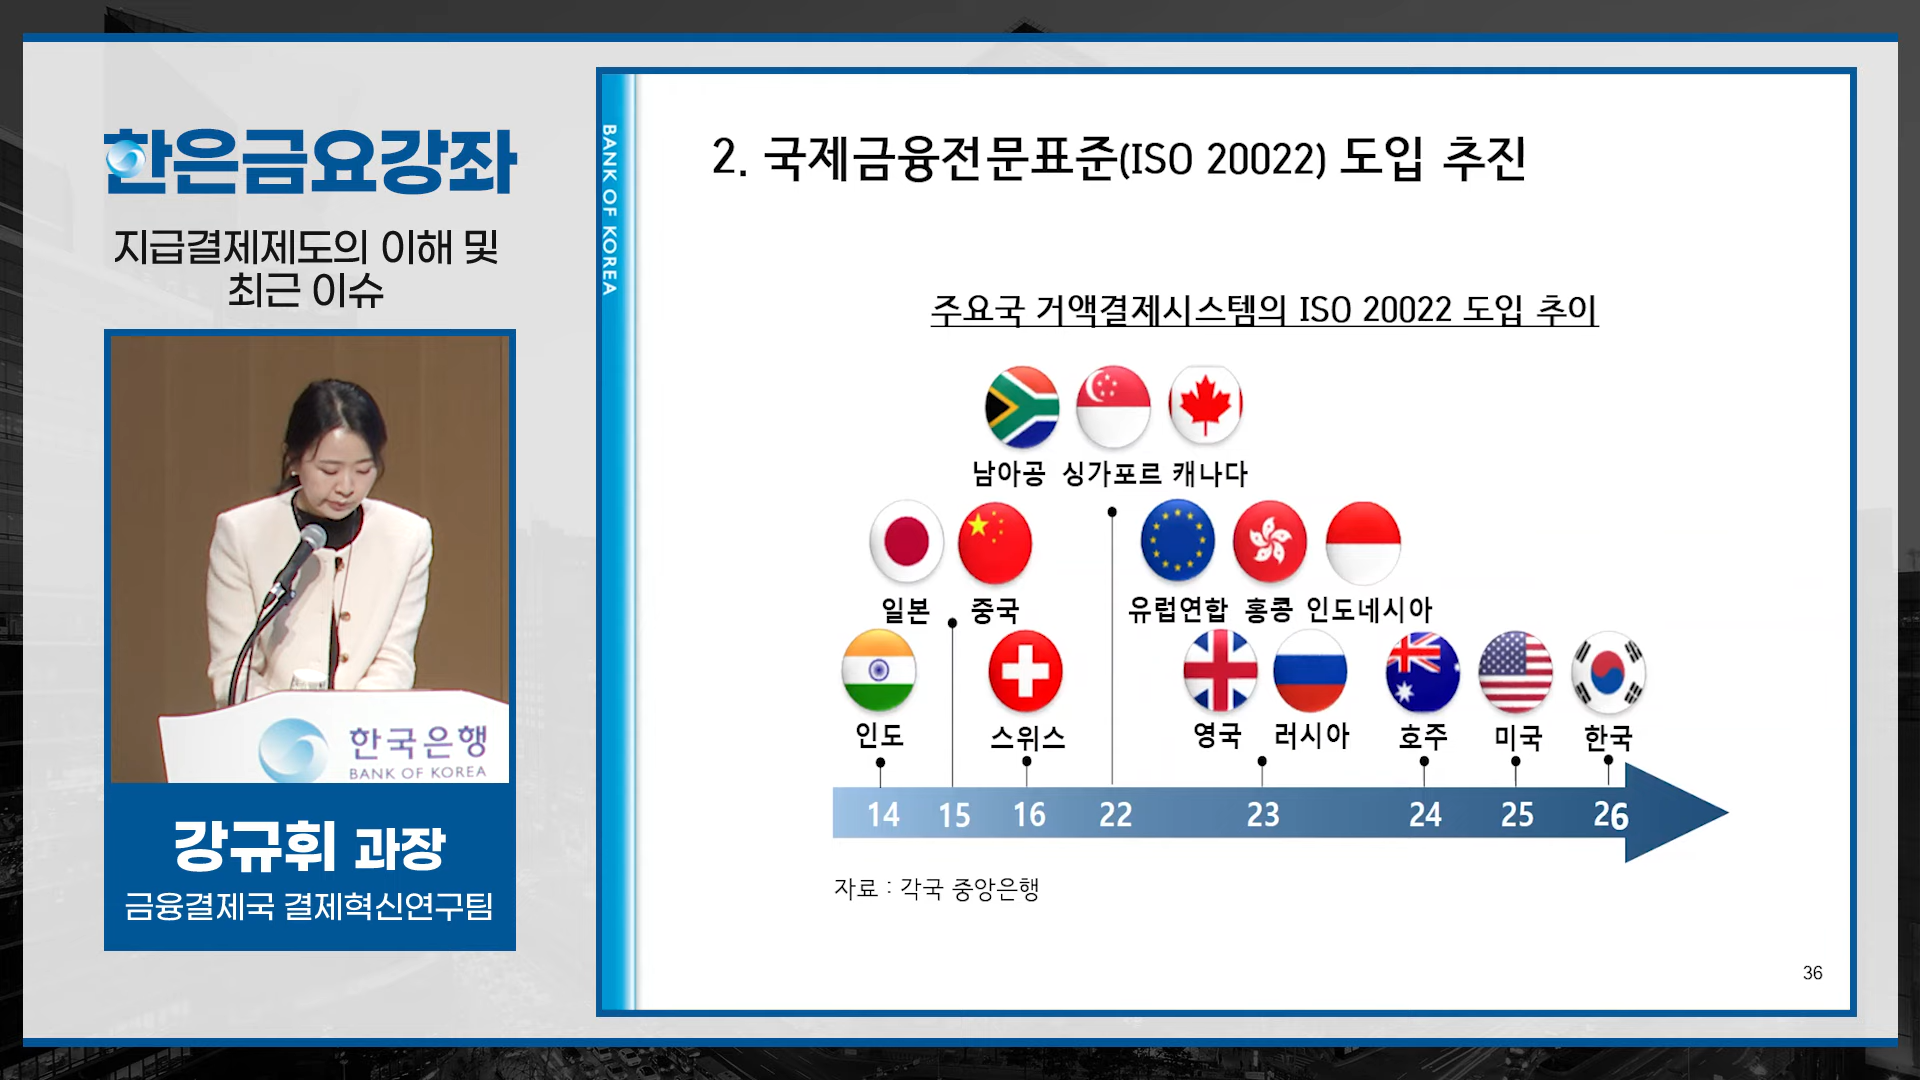 한은금요강좌
지급결제제도의 이해 및
최근 이슈
한국은행
BANK OF KOREA
강규휘 과장
금융결제국 결제혁신연구팀
BANK OF KOREA
2. 국제금융전문표준(ISO 20022) 도입 추진
주요국 거액결제시스템의 ISO 20022 도입 추이
남아공 싱가포르 캐나다
일본 중국 유럽연합 홍콩 인도네시아
인도 스위스 영국 러시아 호주 미국 한국
14 15 16 22 23 24 25 26
자료 : 각국 중앙은행
36